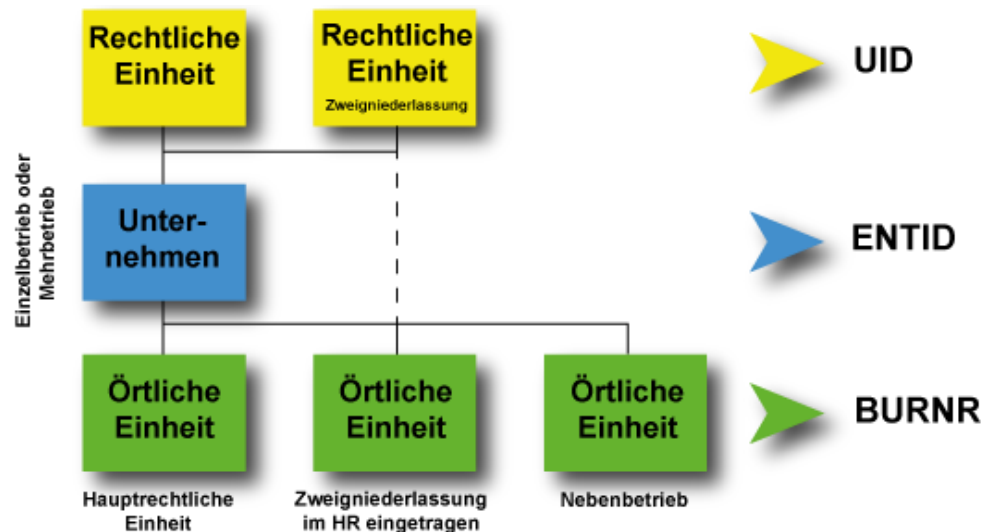 Rechtliche
Einheit
Rechtliche
Einheit
Zweigniederlassung
UID
Einzelbetrieb oder
Mehrbetrieb
Unter-
nehmen
ENTID
Örtliche
Einheit
Örtliche
Einheit
Örtliche
Einheit
BURNR
Hauptrechtliche
Einheit
Zweigniederlassung
im HR eingetragen
Nebenbetrieb